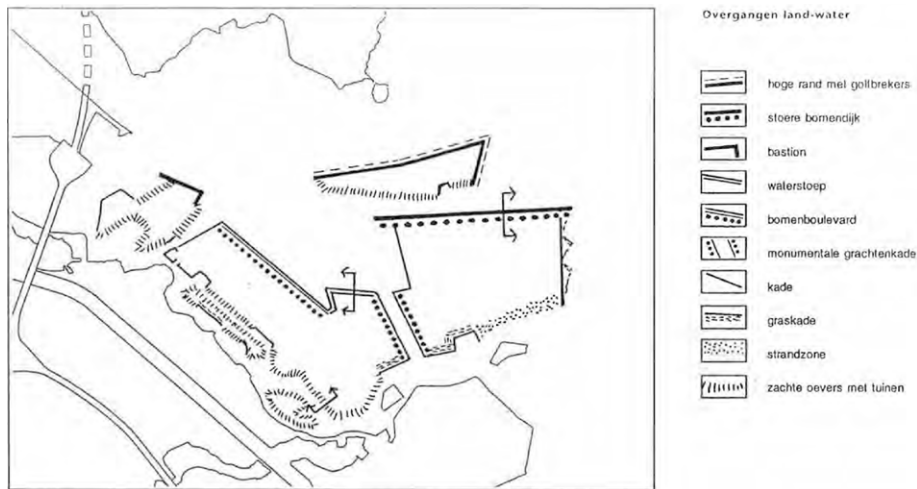 Overgangen land-water
hoge rand met golfbrekers
stoere bomendijk
bastion
waterstoep
bomenboulevard
monumentale grachtenkade
kade
graskade
strandzone
zachte oevers met tuinen